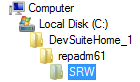 Computer
Local Disk (C:)
DevSuiteHome_1
repadm61
SRW